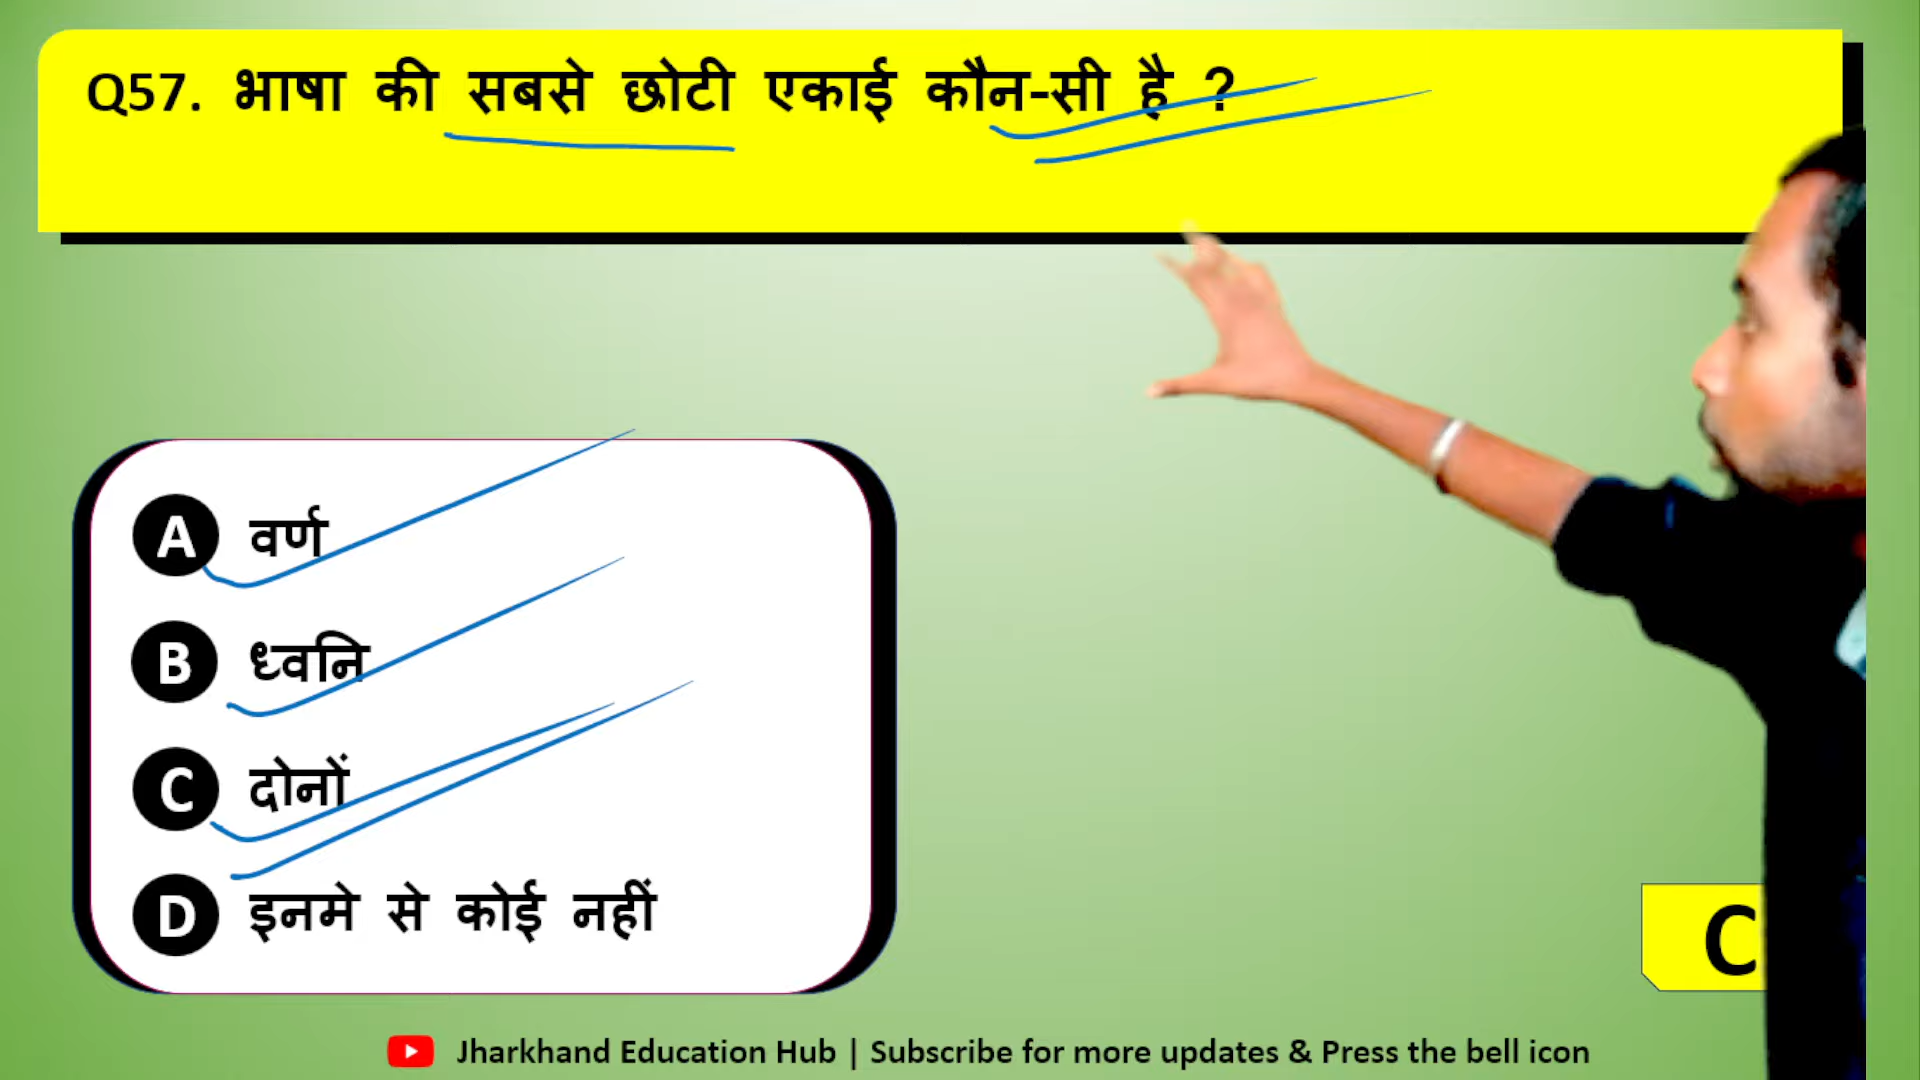 Q57. भाषा की सबसे छोटी एकाई कौन-सी है ?
A वर्ण
B ध्वनि
C दोनों
D इनमे से कोई नहीं
C
Jharkhand Education Hub | Subscribe for more updates & Press the bell icon